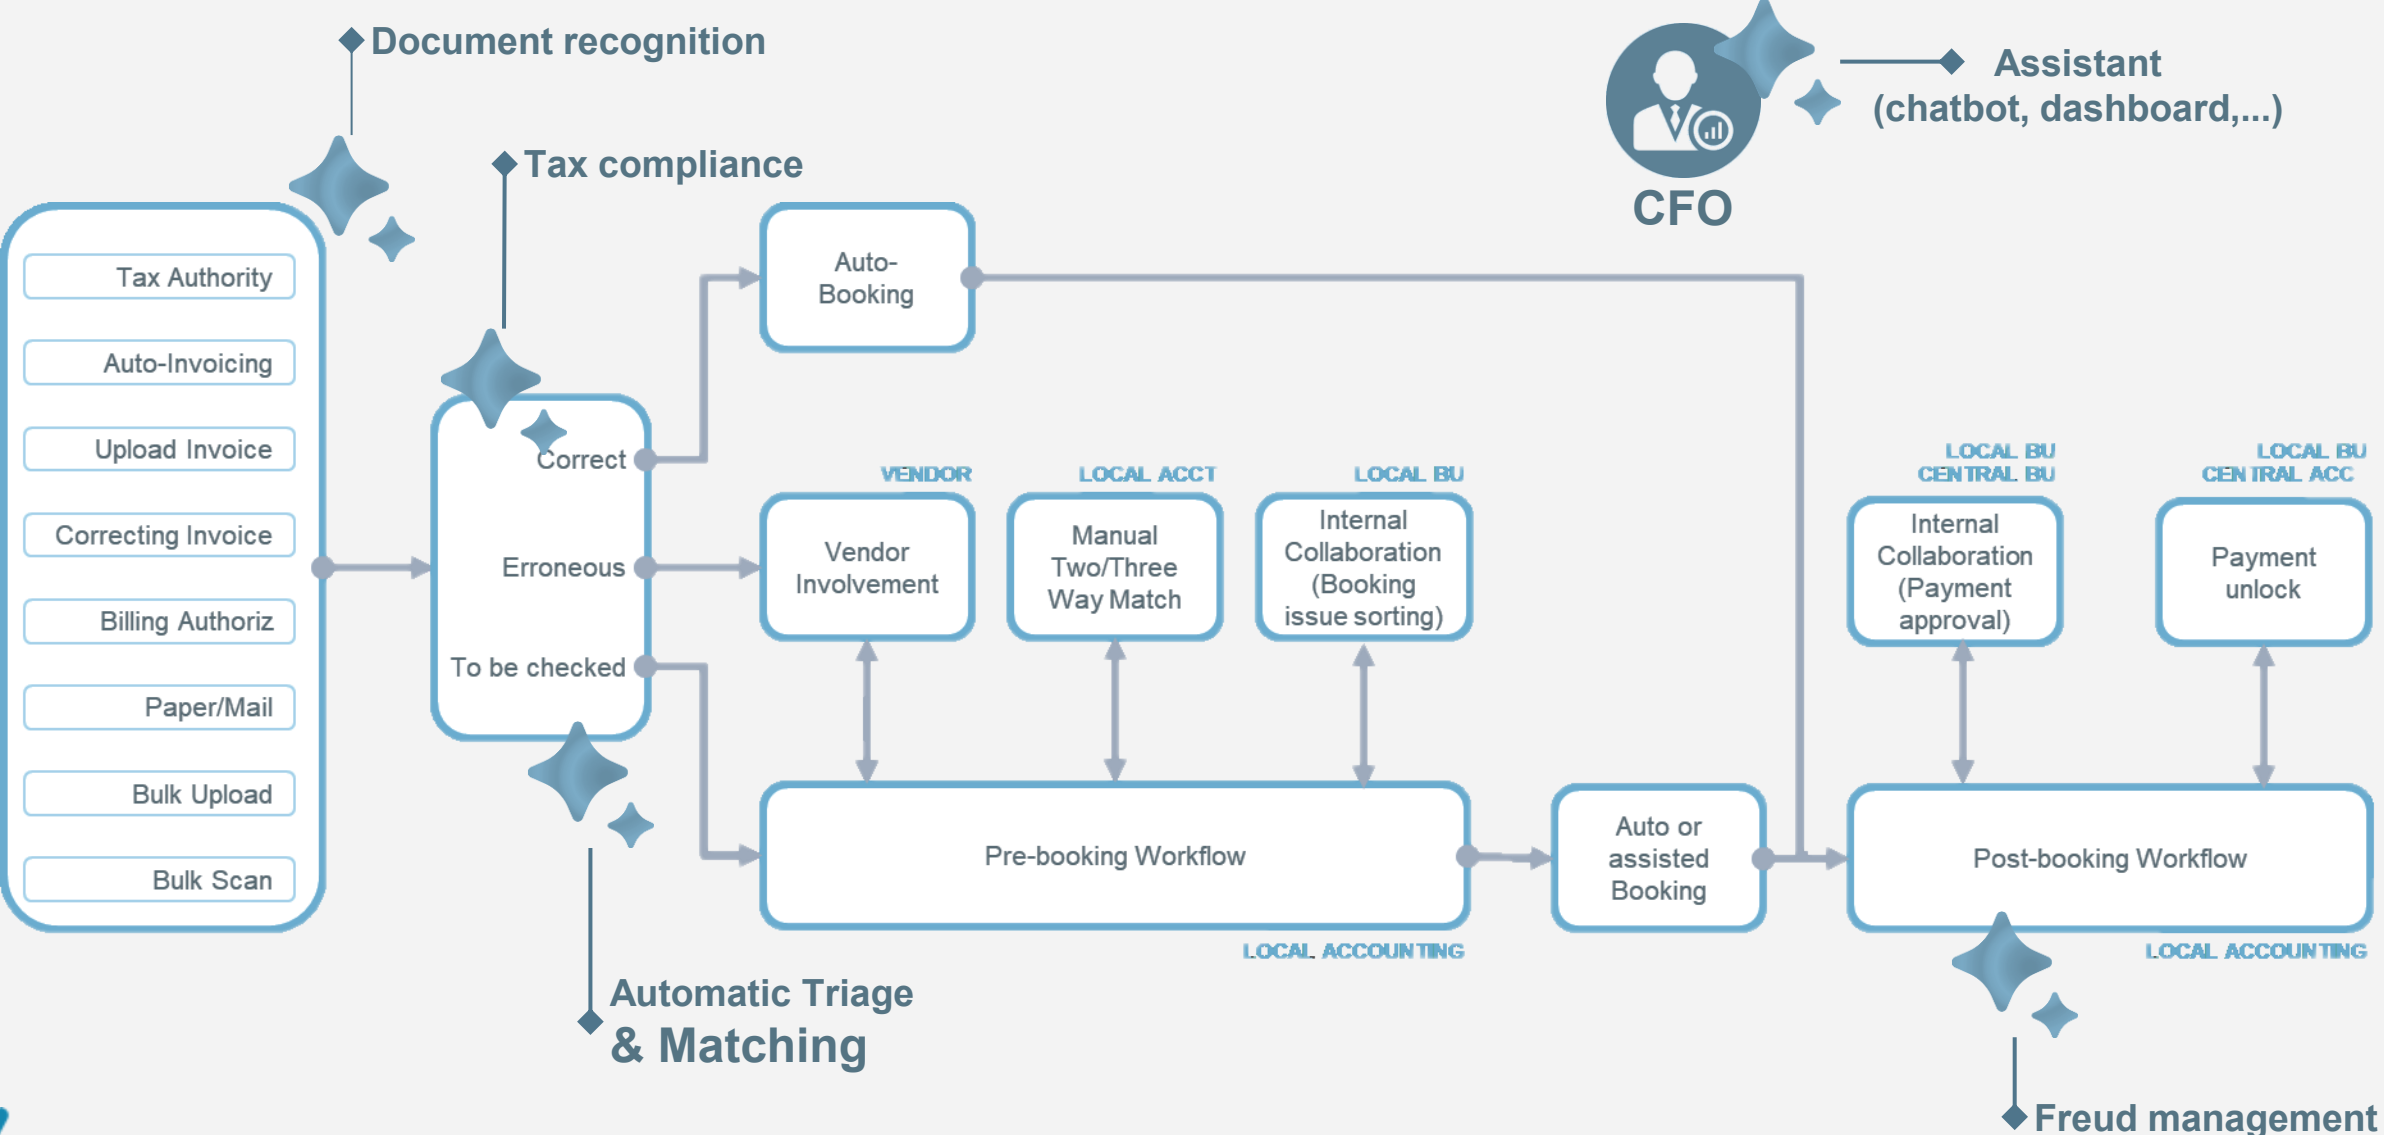 Document recognition
Assistant
(chatbot, dashboard,...)
Tax compliance
CFO
Tax Authority
Auto-Invoicing
Upload Invoice
Correcting Invoice
Billing Authoriz
Paper/Mail
Bulk Upload
Bulk Scan
Correct
Erroneous
To be checked
Auto-
Booking
VENDOR
Vendor
Involvement
LOCAL ACCT
Manual
Two/Three
Way Match
LOCAL BU
Internal
Collaboration
(Booking
issue sorting)
LOCAL BU
CENTRAL BU
Internal
Collaboration
(Payment
approval)
LOCAL BU
CENTRAL ACC
Payment
unlock
Pre-booking Workflow
LOCAL ACCOUNTING
Auto or
assisted
Booking
Post-booking Workflow
LOCAL ACCOUNTING
Automatic Triage
& Matching
Freud management